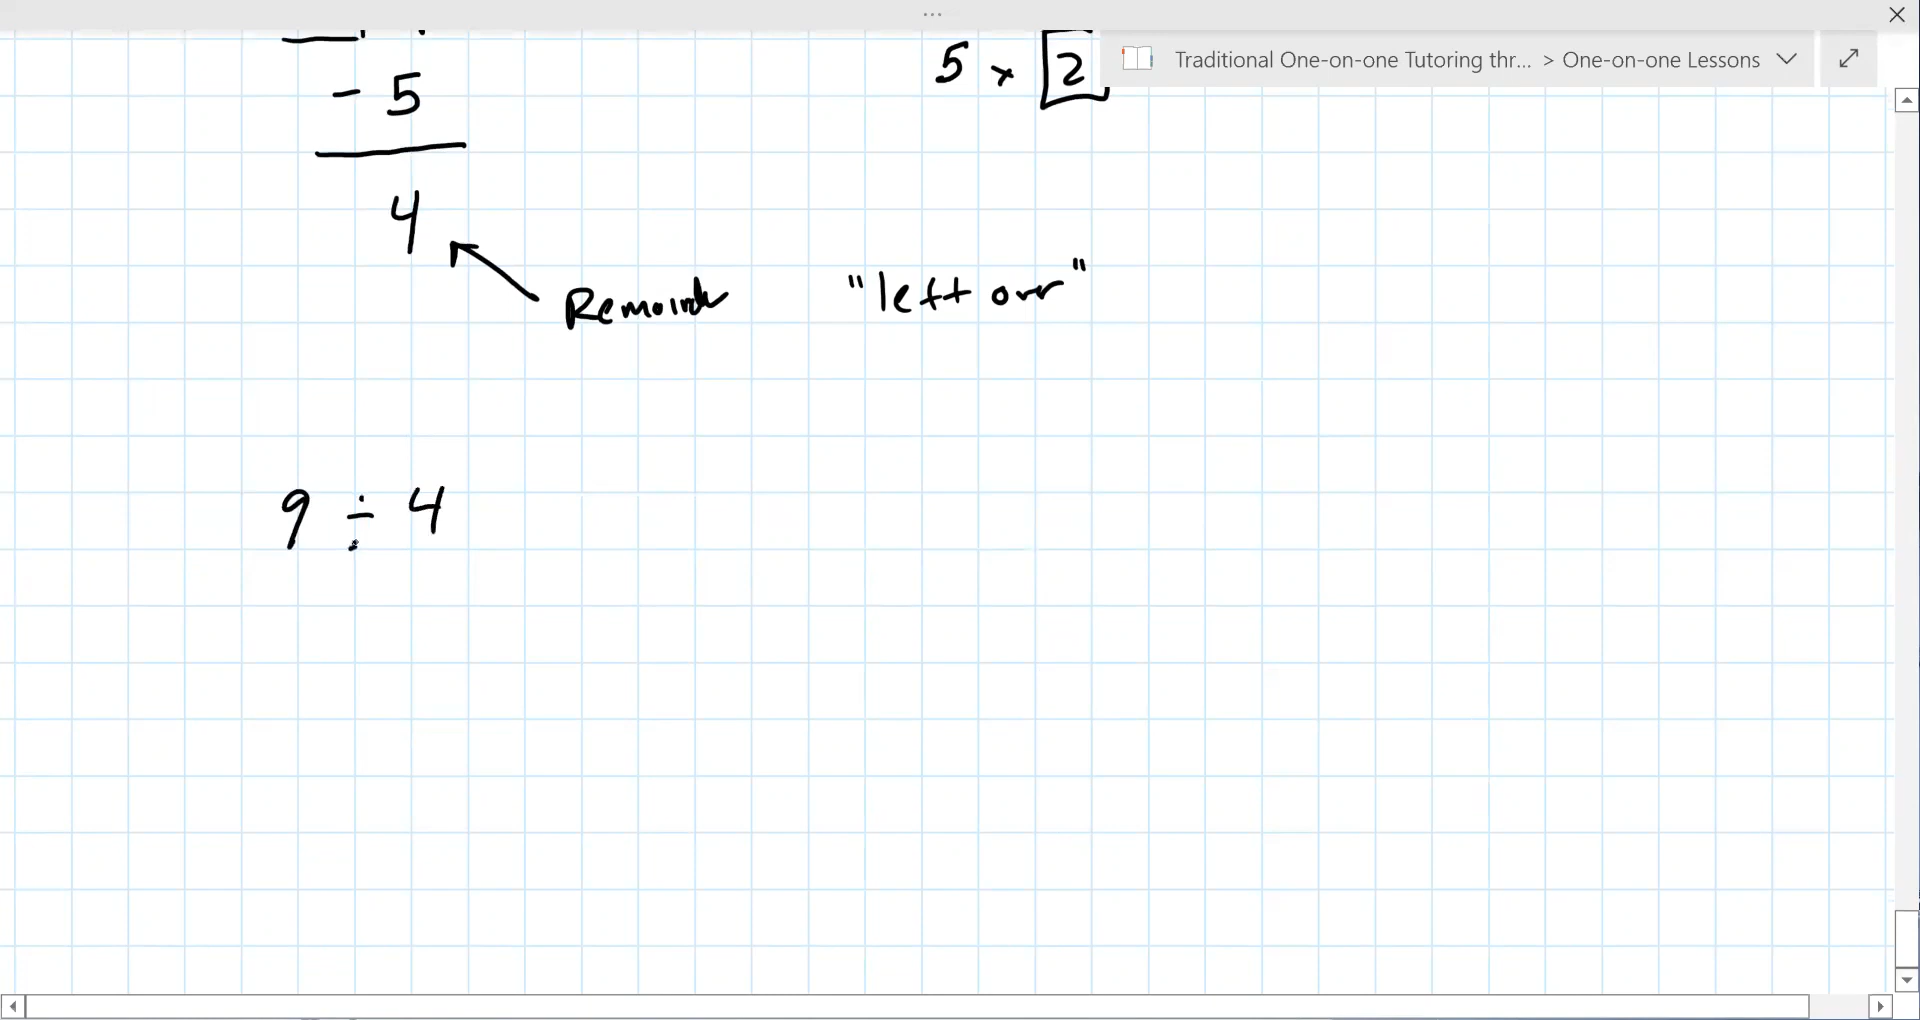 ...
5 × 2
Traditional One-on-one Tutoring thr... > One-on-one Lessons
- 5
4
Remainder "left over"
9 ÷ 4